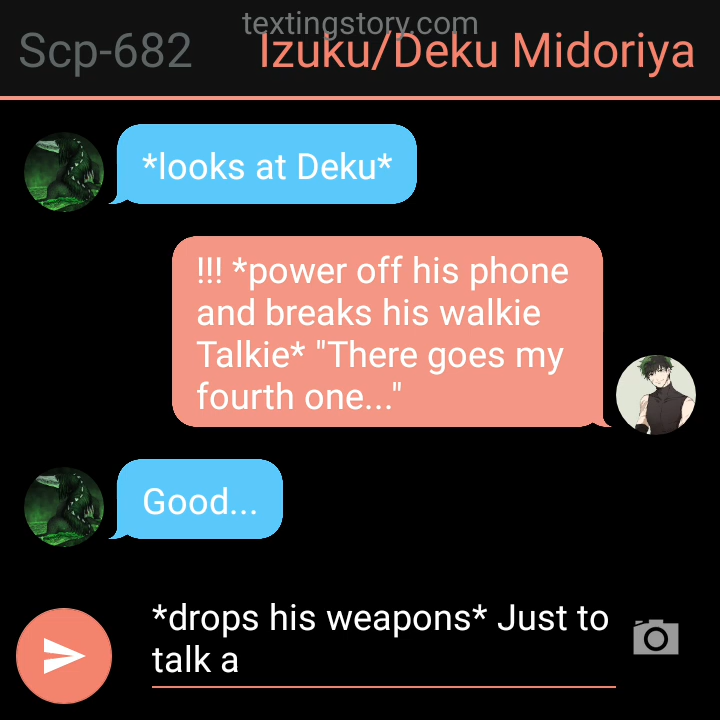 textingstory.com
Scp-682 Izuku/Deku Midoriya
*looks at Deku*
!!! *power off his phone
and breaks his walkie
Talkie* "There goes my
fourth one..."
Good...
*drops his weapons* Just to
talk a